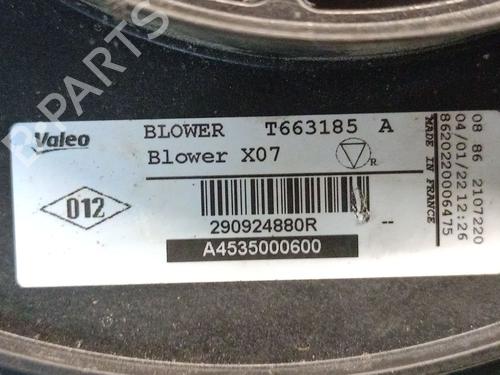 Valeo
BLOWER T663185 A
Blower X07
R
D12
290924880R --
A4535000600
MADE IN FRANCE
08 86 2107220
04/01/22 12:26
8620220006475
B-PARTS